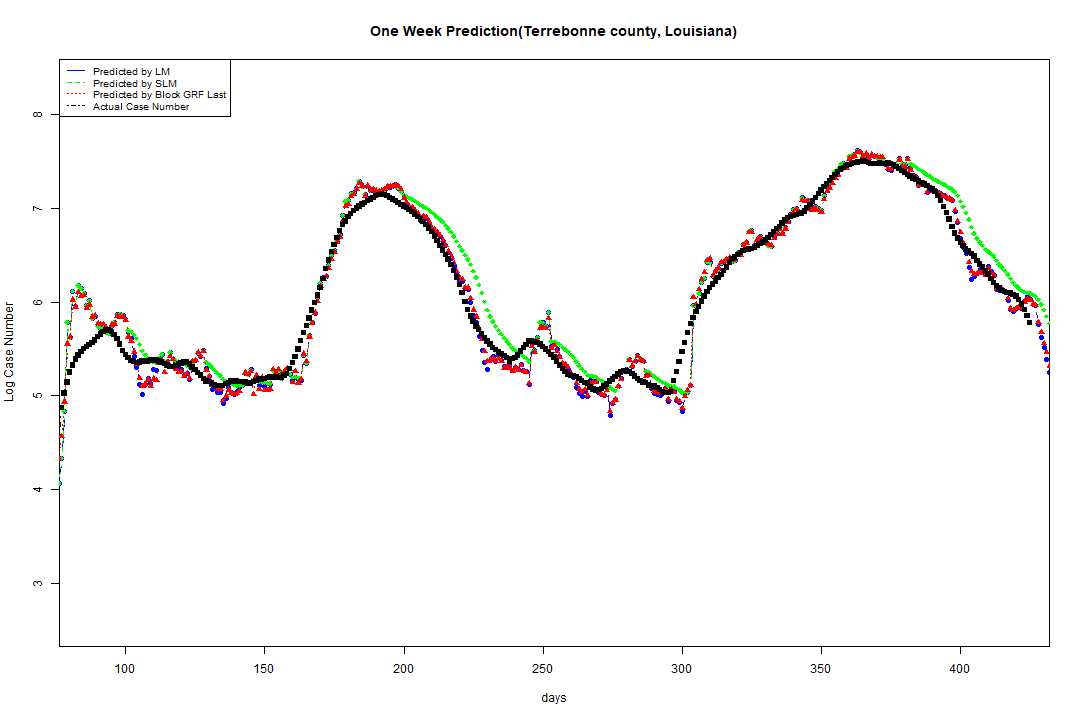 One Week Prediction(Terrebonne county, Louisiana)
Predicted by LM
Predicted by SLM
Predicted by Block GRF Last
Actual Case Number
Log Case Number
8
7
6
5
4
3
100 150 200 250 300 350 400
days